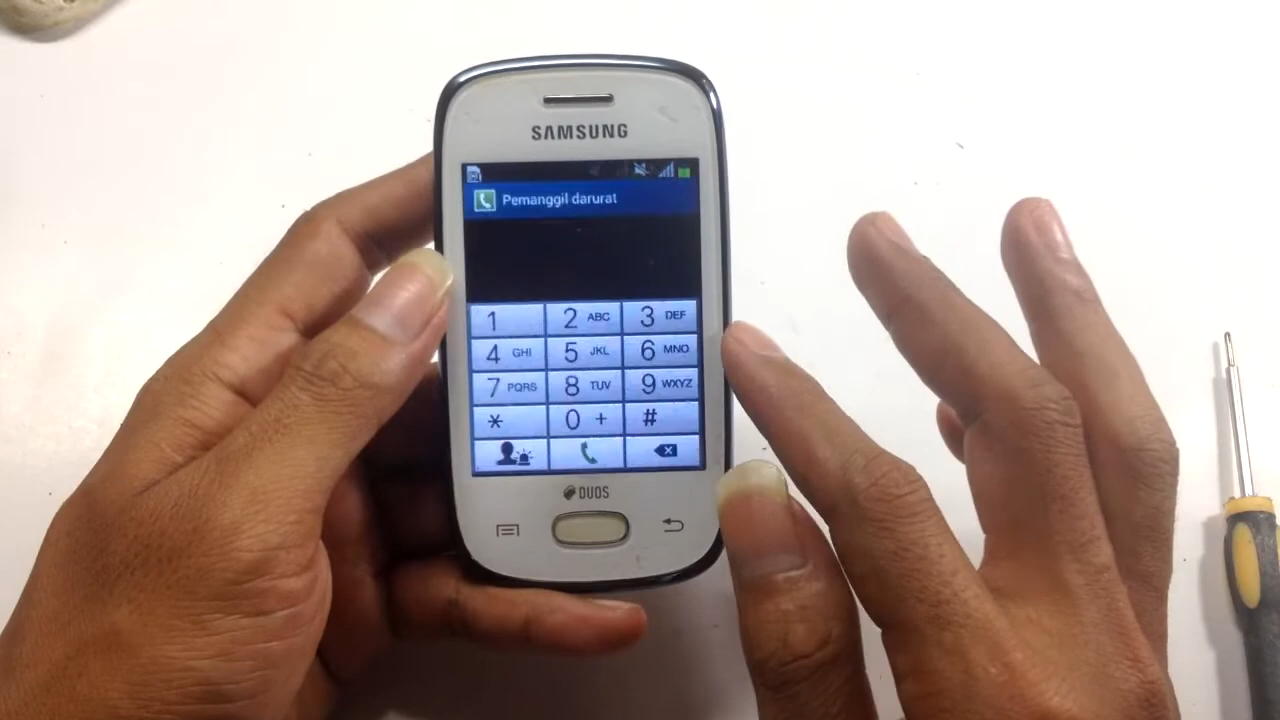 SAMSUNG
Pemanggil darurat
1 2 ABC 3 DEF
4 GHI 5 JKL 6 MNO
7 PQRS 8 TUV 9 WXYZ
* 0 + #
DUOS